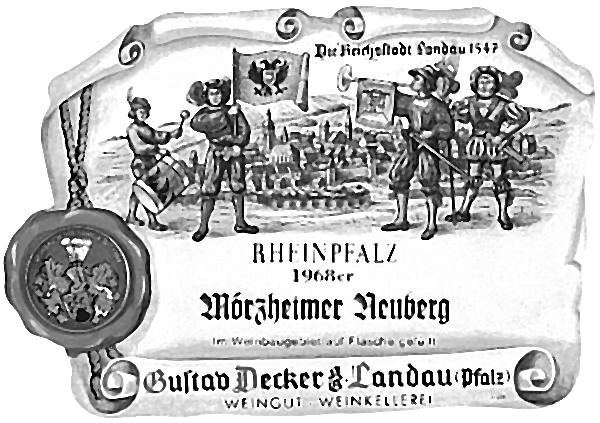 Die Reichsstadt Landau 1547
RHEINPFALZ
1968er
Mörzheimer Neuberg
Im Weinbaugebiet auf Flasche gefüllt
Gustav Decker & Landau (Pfalz)
WEINGUT · WEINKELLEREI